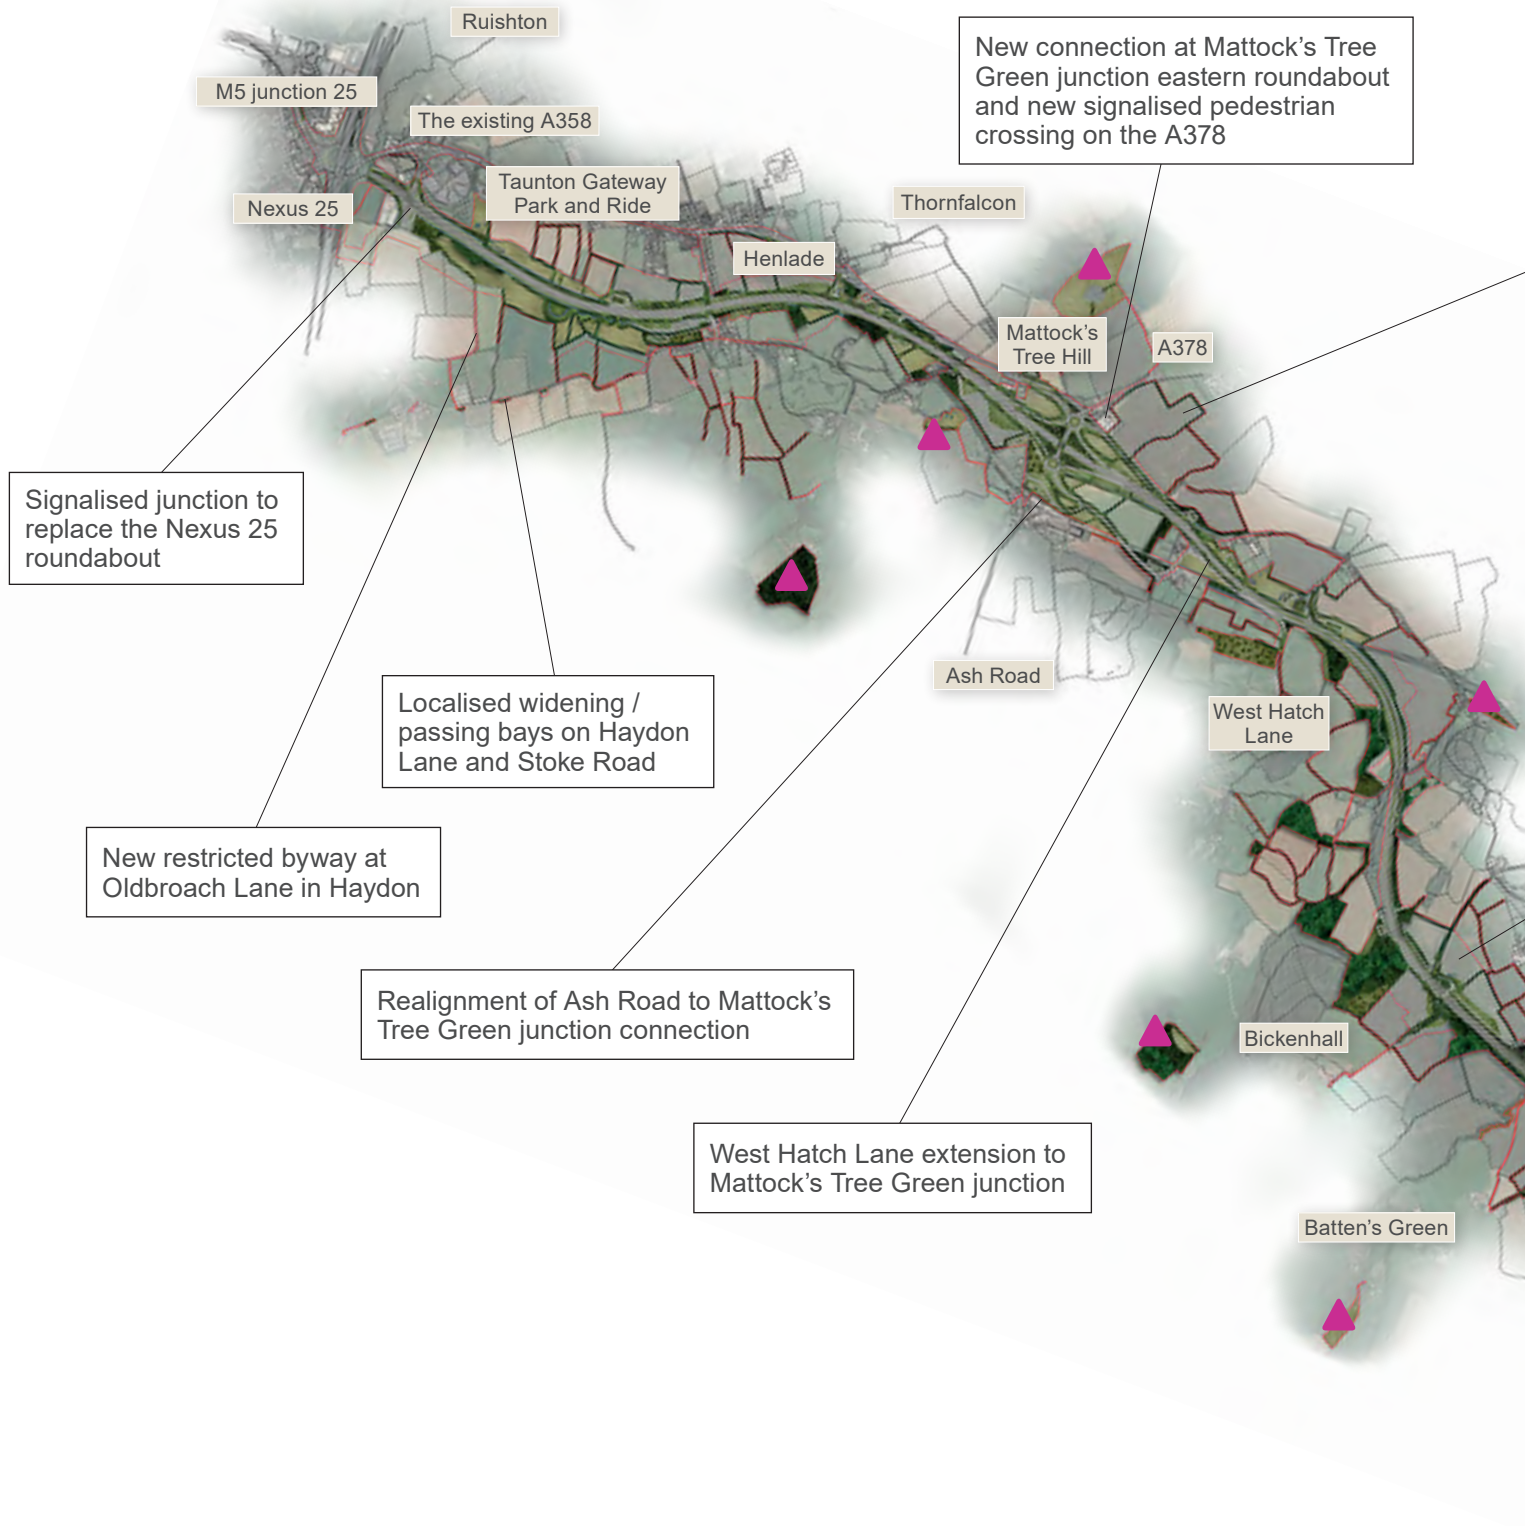 Ruishton
New connection at Mattock’s Tree
Green junction eastern roundabout
and new signalised pedestrian
crossing on the A378
M5 junction 25
The existing A358
Taunton Gateway
Park and Ride
Nexus 25
Thornfalcon
Henlade
Mattock’s
Tree Hill
A378
Signalised junction to
replace the Nexus 25
roundabout
Ash Road
Localised widening /
passing bays on Haydon
Lane and Stoke Road
West Hatch
Lane
New restricted byway at
Oldbroach Lane in Haydon
Realignment of Ash Road to Mattock’s
Tree Green junction connection
Bickenhall
West Hatch Lane extension to
Mattock’s Tree Green junction
Batten’s Green